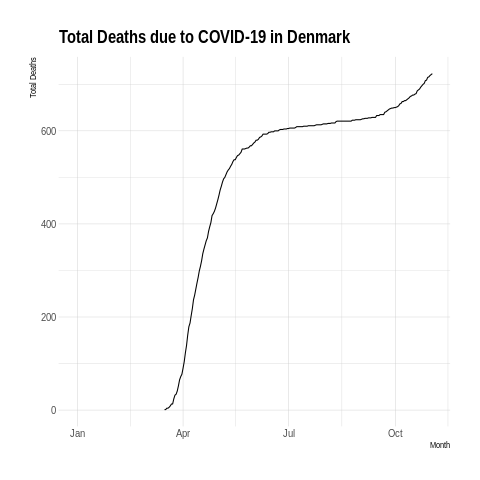 Total Deaths due to COVID-19 in Denmark
Total Deaths
600
400
200
0
Jan Apr Jul Oct
Month